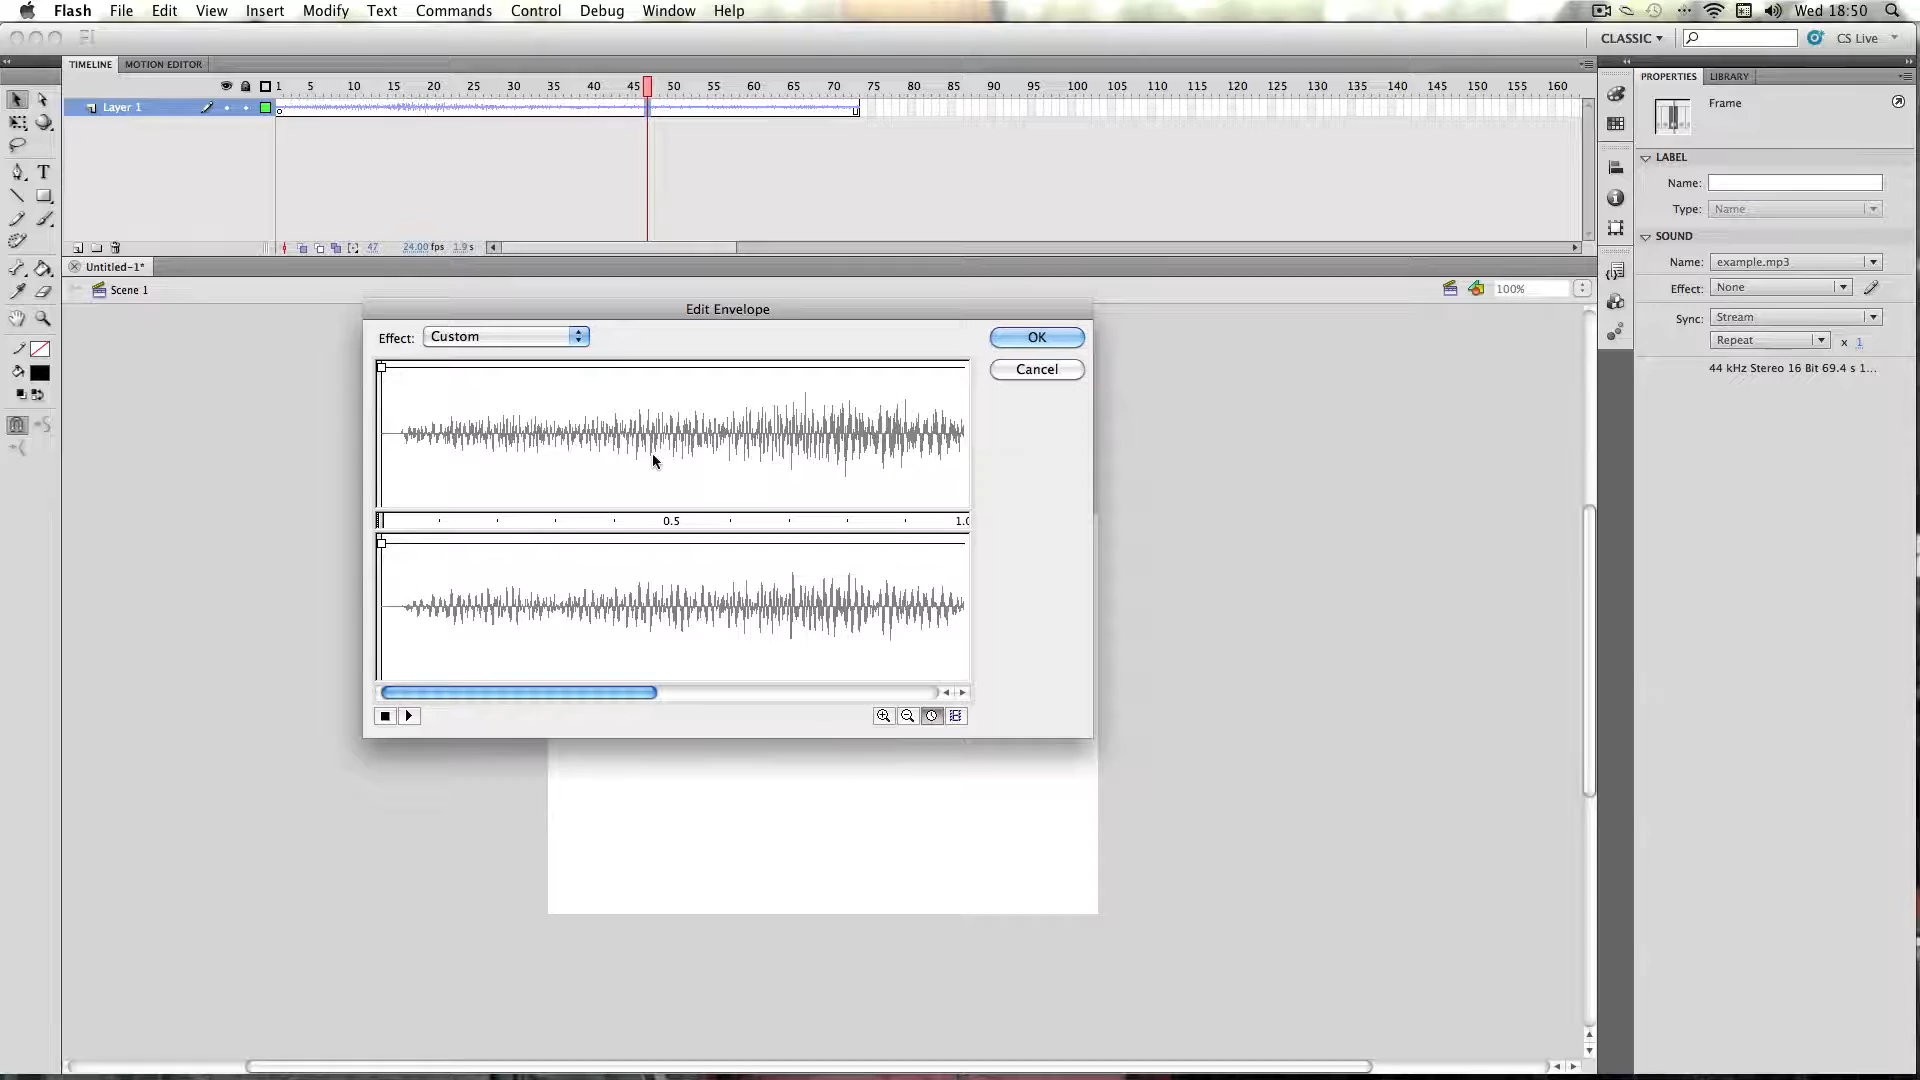 Flash File Edit View Insert Modify Text Commands Control Debug Window Help Wed 18:50
CLASSIC CS Live
TIMELINE MOTION EDITOR
1 5 10 15 20 25 30 35 40 45 50 55 60 65 70 75 80 85 90 95 100 105 110 115 120 125 130 135 140 145 150 155 160
Layer 1
47 24.00 fps 1.9 s
Untitled-1*
Scene 1
100%
Edit Envelope
Effect: Custom
OK
Cancel
0.5 1.0
PROPERTIES LIBRARY
Frame
LABEL
Name:
Type: Name
SOUND
Name: example.mp3
Effect: None
Sync: Stream
Repeat x 1
44 kHz Stereo 16 Bit 69.4 s 1...